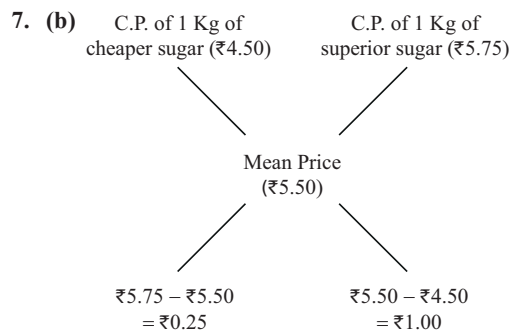 7. (b) C.P. of 1 Kg of C.P. of 1 Kg of
cheaper sugar (₹4.50) superior sugar (₹5.75)
Mean Price
(₹5.50)
₹5.75 – ₹5.50 ₹5.50 – ₹4.50
= ₹0.25 = ₹1.00